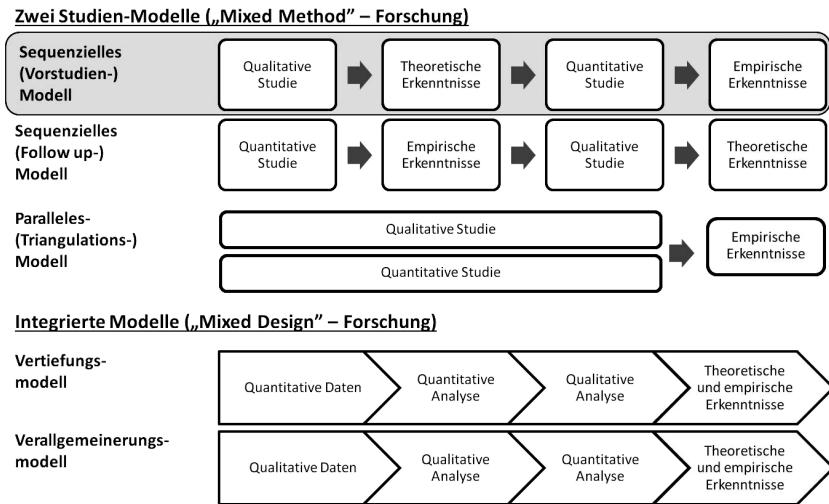 Zwei Studien-Modelle („Mixed Method” – Forschung)
Sequenzielles
(Vorstudien-)
Modell
Qualitative
Studie
Theoretische
Erkenntnisse
Quantitative
Studie
Empirische
Erkenntnisse
Sequenzielles
(Follow up-)
Modell
Quantitative
Studie
Empirische
Erkenntnisse
Qualitative
Studie
Theoretische
Erkenntnisse
Paralleles-
(Triangulations-)
Modell
Qualitative Studie
Quantitative Studie
Empirische
Erkenntnisse
Integrierte Modelle („Mixed Design” – Forschung)
Vertiefungs-
modell
Quantitative Daten
Quantitative
Analyse
Qualitative
Analyse
Theoretische
und empirische
Erkenntnisse
Verallgemeinerungs-
modell
Qualitative Daten
Qualitative
Analyse
Quantitative
Analyse
Theoretische
und empirische
Erkenntnisse